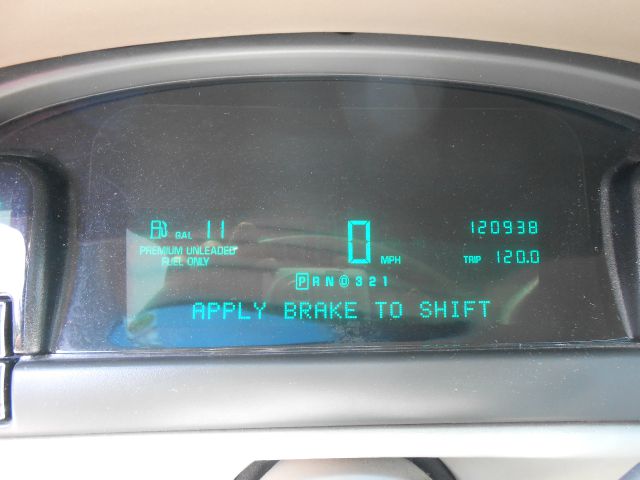 GAL 11
PREMIUM UNLEADED
FUEL ONLY
0 MPH
120938
TRIP 120.0
P R N D 3 2 1
APPLY BRAKE TO SHIFT